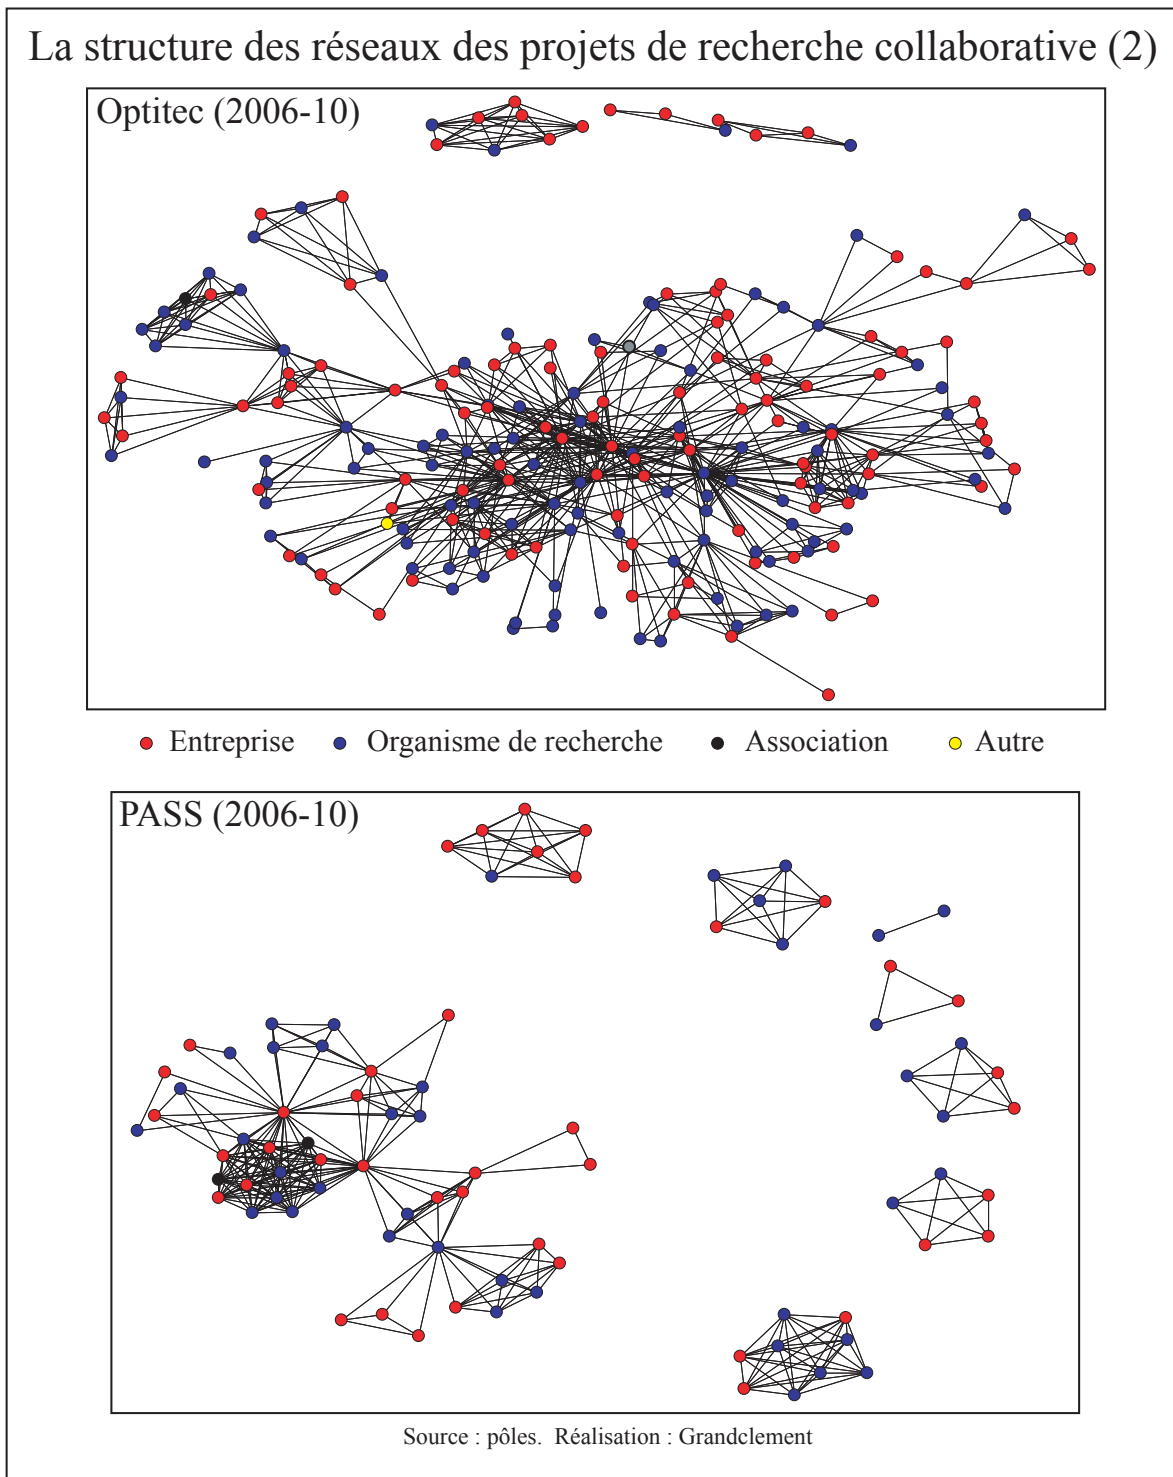 La structure des réseaux des projets de recherche collaborative (2)
Optitec (2006-10)
Entreprise
Organisme de recherche
Association
Autre
PASS (2006-10)
Source : pôles. Réalisation : Grandclement